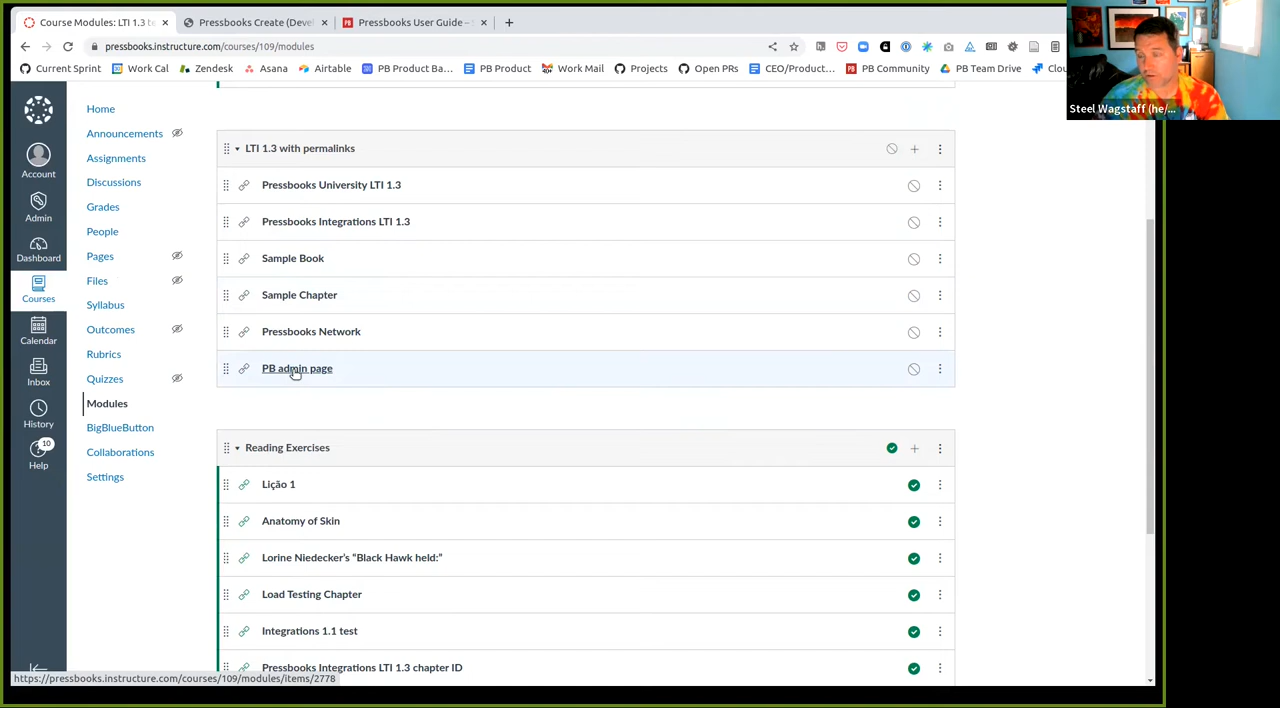 Course Modules: LTI 1.3 te
Pressbooks Create (Devel
Pressbooks User Guide –
pressbooks.instructure.com/courses/109/modules
Current Sprint
Work Cal
Zendesk
Asana
Airtable
PB Product Ba...
PB Product
Work Mail
Projects
Open PRs
CEO/Product...
PB Community
PB Team Drive
Clou
Steel Wagstaff (he/...
Account
Admin
Dashboard
Courses
Calendar
Inbox
History
10
Help
Home
Announcements
Assignments
Discussions
Grades
People
Pages
Files
Syllabus
Outcomes
Rubrics
Quizzes
Modules
BigBlueButton
Collaborations
Settings
LTI 1.3 with permalinks
Pressbooks University LTI 1.3
Pressbooks Integrations LTI 1.3
Sample Book
Sample Chapter
Pressbooks Network
PB admin page
Reading Exercises
Lição 1
Anatomy of Skin
Lorine Niedecker's “Black Hawk held:”
Load Testing Chapter
Integrations 1.1 test
Pressbooks Integrations LTI 1.3 chapter ID
https://pressbooks.instructure.com/courses/109/modules/items/2778